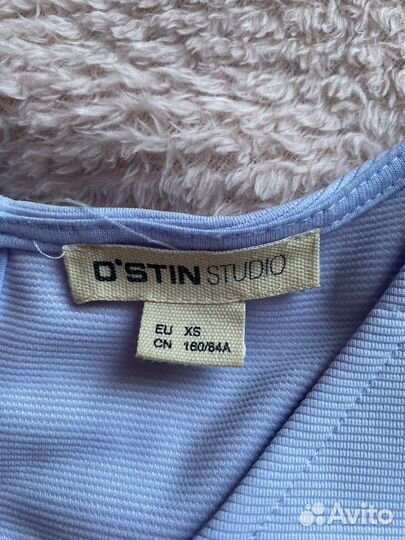 O'STIN STUDIO
EU XS
CN 160/84A
Avito